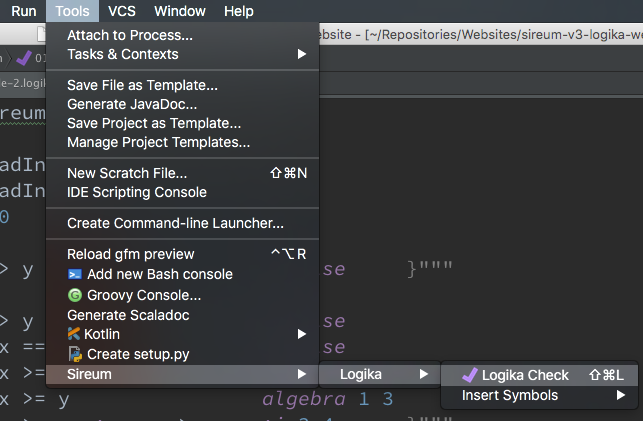 Run Tools VCS Window Help
ebsite - [~/Repositories/Websites/sireum-v3-logika-we
Attach to Process...
Tasks & Contexts
e-2.logik
Save File as Template...
Generate JavaDoc...
Save Project as Template...
Manage Project Templates...
reum
adIn
adIn
New Scratch File... ⇧⌘N
IDE Scripting Console
0
Create Command-line Launcher...
Reload gfm preview ^⌥R
> y Add new Bash console se }"""
Groovy Console...
Generate Scaladoc
> y Kotlin se
x == Create setup.py se
x >= Sireum Logika Logika Check ⇧⌘L
Insert Symbols
x >= y algebra 1 3